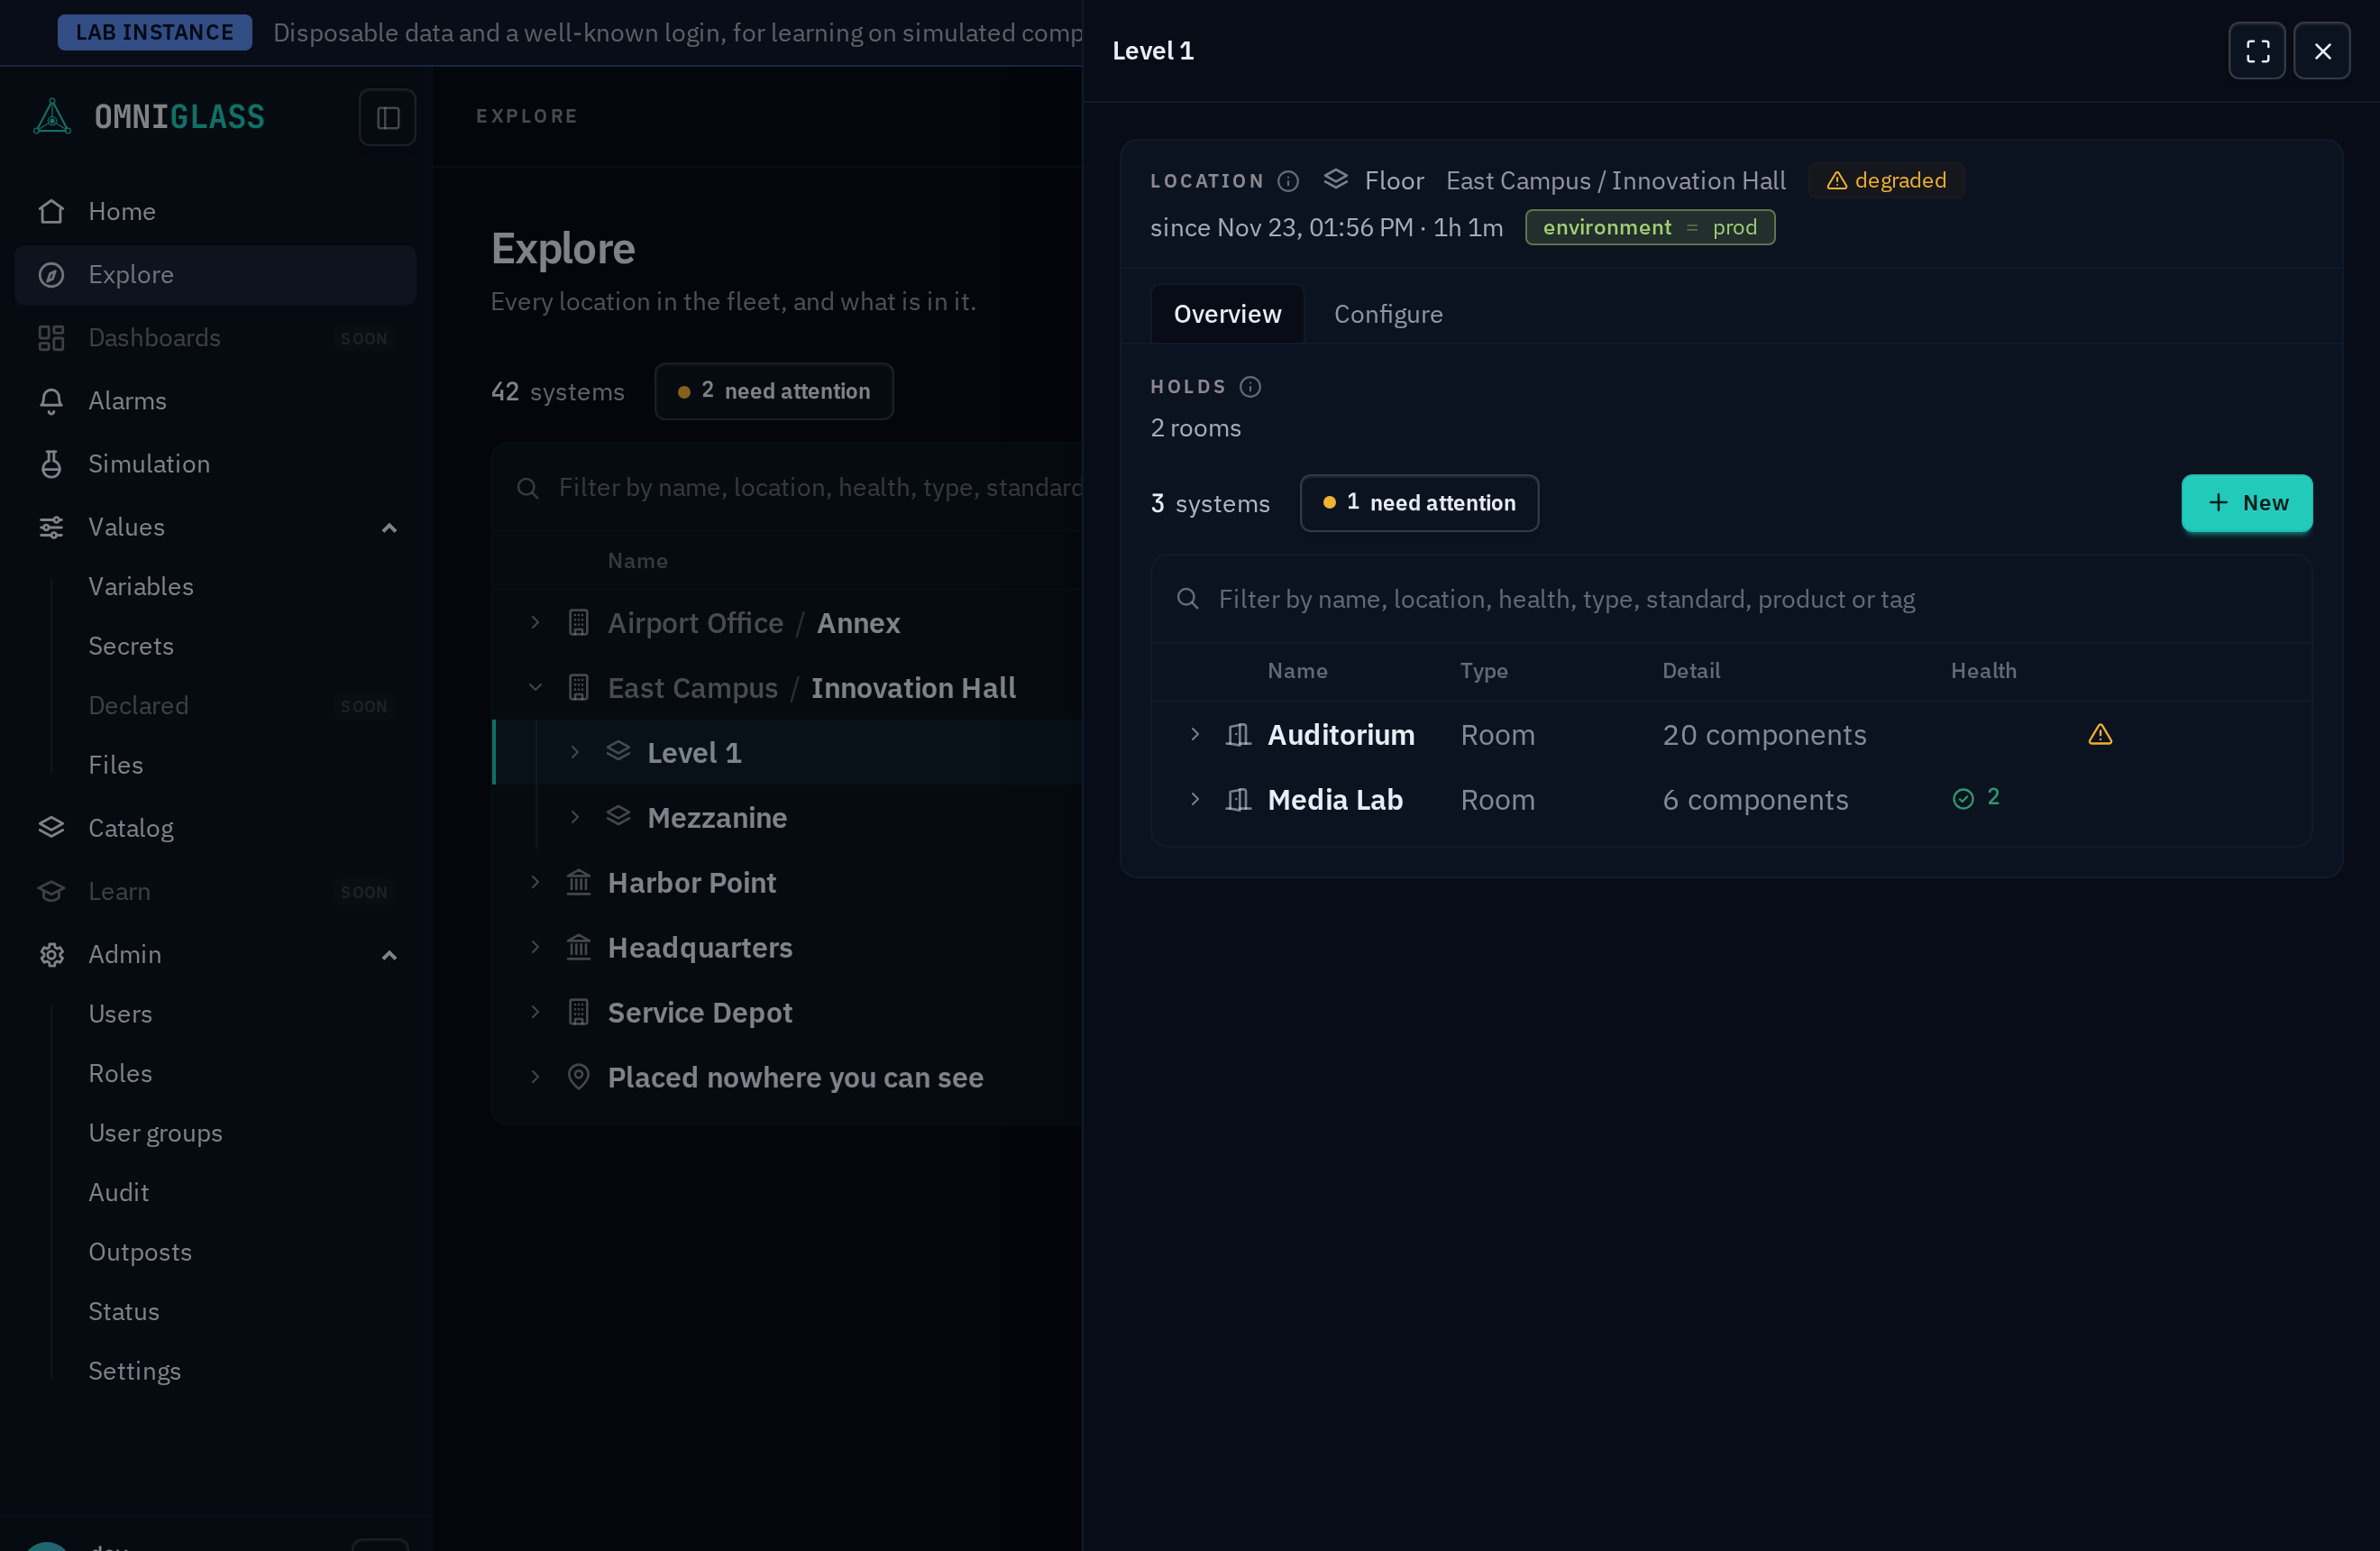 LAB INSTANCE Disposable data and a well-known login, for learning on simulated comp
OMNIGLASS
Home
Explore
Dashboards SOON
Alarms
Simulation
Values
Variables
Secrets
Declared SOON
Files
Catalog
Learn SOON
Admin
Users
Roles
User groups
Audit
Outposts
Status
Settings
EXPLORE
Explore
Every location in the fleet, and what is in it.
42 systems 2 need attention
Filter by name, location, health, type, standard
Name
Airport Office / Annex
East Campus / Innovation Hall
Level 1
Mezzanine
Harbor Point
Headquarters
Service Depot
Placed nowhere you can see
Level 1
LOCATION Floor East Campus / Innovation Hall degraded
since Nov 23, 01:56 PM · 1h 1m environment = prod
Overview Configure
HOLDS
2 rooms
3 systems 1 need attention New
Filter by name, location, health, type, standard, product or tag
Name Type Detail Health
Auditorium Room 20 components
Media Lab Room 6 components 2